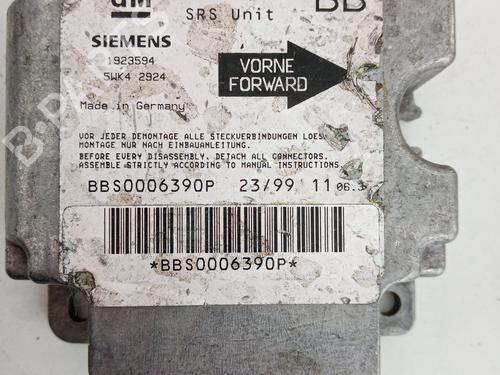 GM
SRS Unit
BB
SIEMENS
1923594
5WK4 2924
VORNE
FORWARD
Made in Germany
VOR JEDER DEMONTAGE ALLE STECKVERBINDUNGEN LOES
MONTAGE NUR NACH EINBAUANLEITUNG.
BEFORE EVERY DISASSEMBLY, DETACH ALL CONNECTORS.
ASSEMBLE STRICTLY ACCORDING TO MANUAL INSTRUCTIONS.
BBS0006390P 23/99 11 06.3
*BBS0006390P*